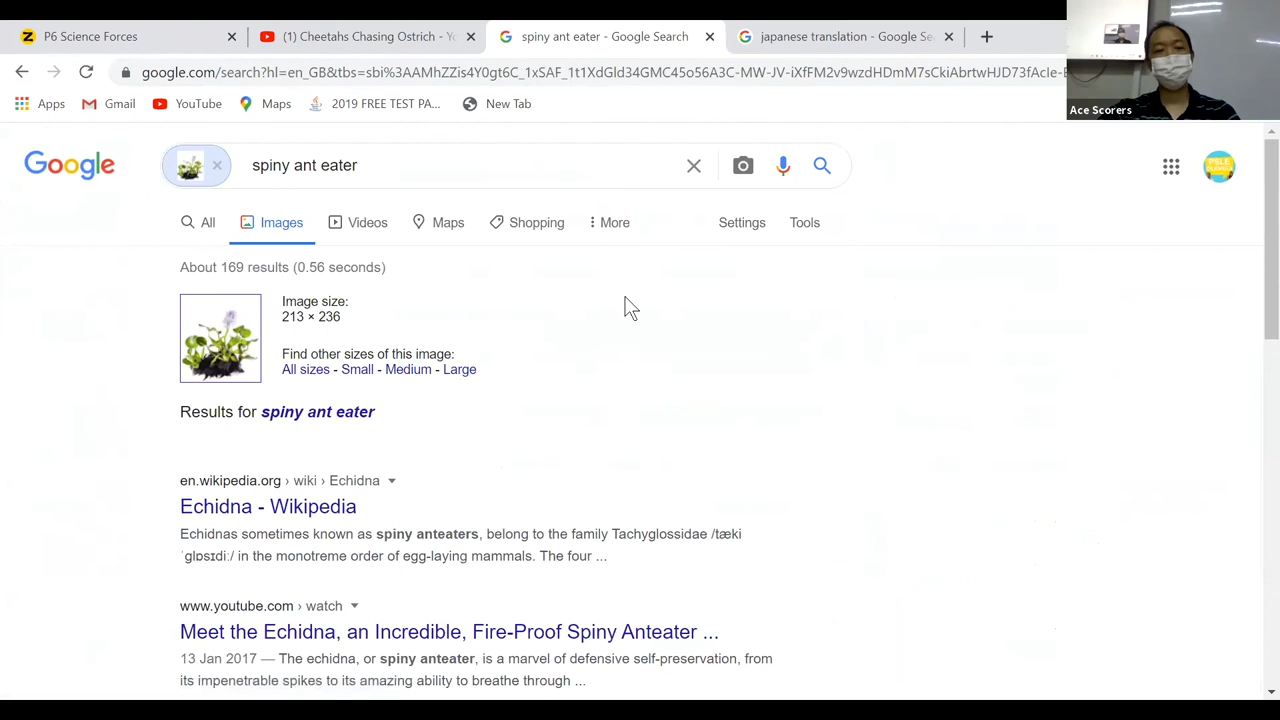 P6 Science Forces
(1) Cheetahs Chasing Ostrich - Yo
spiny ant eater - Google Search
japanese translation - Google Se
google.com/search?hl=en_GB&tbs=sbi%3AAMhZZis4Y0gt6C_1xSAF_1t1XdGld34GMC45o56A3C-MW-JV-iXfFM2v9wzdHDmM7sCkiAbrtwHJD73fAcIe-
Ace Scorers
Apps
Gmail
YouTube
Maps
2019 FREE TEST PA...
New Tab
Google
spiny ant eater
All
Images
Videos
Maps
Shopping
More
Settings
Tools
About 169 results (0.56 seconds)
Image size:
213 × 236
Find other sizes of this image:
All sizes - Small - Medium - Large
Results for spiny ant eater
en.wikipedia.org › wiki › Echidna
Echidna - Wikipedia
Echidnas sometimes known as spiny anteaters, belong to the family Tachyglossidae /tæki
ˈɡlɒsɪdiː/ in the monotreme order of egg-laying mammals. The four ...
www.youtube.com › watch
Meet the Echidna, an Incredible, Fire-Proof Spiny Anteater ...
13 Jan 2017 — The echidna, or spiny anteater, is a marvel of defensive self-preservation, from
its impenetrable spikes to its amazing ability to breathe through ...